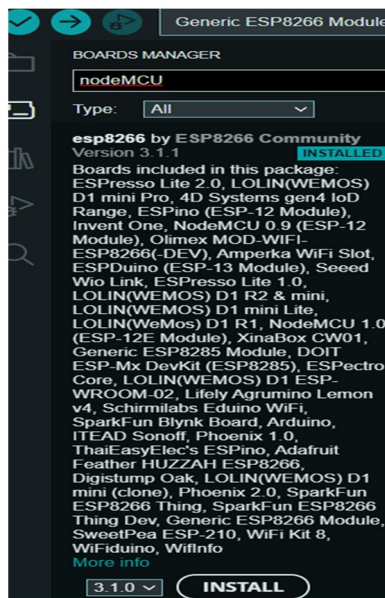 Generic ESP8266 Module
BOARDS MANAGER
nodeMCU
Type: All
esp8266 by ESP8266 Community
Version 3.1.1 INSTALLED
Boards included in this package:
ESPresso Lite 2.0, LOLIN(WEMOS)
D1 mini Pro, 4D Systems gen4 IoD
Range, ESPino (ESP-12 Module),
Invent One, NodeMCU 0.9 (ESP-12
Module), Olimex MOD-WIFI-
ESP8266(-DEV), Amperka WiFi Slot,
ESPDuino (ESP-13 Module), Seeed
Wio Link, ESPresso Lite 1.0,
LOLIN(WEMOS) D1 R2 & mini,
LOLIN(WEMOS) D1 mini Lite,
LOLIN(WeMos) D1 R1, NodeMCU 1.0
(ESP-12E Module), XinaBox CW01,
Generic ESP8285 Module, DOIT
ESP-Mx DevKit (ESP8285), ESPectro
Core, LOLIN(WEMOS) D1 ESP-
WROOM-02, Lifely Agrumino Lemon
v4, Schirmilabs Eduino WiFi,
SparkFun Blynk Board, Arduino,
ITEAD Sonoff, Phoenix 1.0,
ThaiEasyElec's ESPino, Adafruit
Feather HUZZAH ESP8266,
Digistump Oak, LOLIN(WEMOS) D1
mini (clone), Phoenix 2.0, SparkFun
ESP8266 Thing, SparkFun ESP8266
Thing Dev, Generic ESP8266 Module,
SweetPea ESP-210, WiFi Kit 8,
WiFiduino, WifInfo
More info
3.1.0 INSTALL